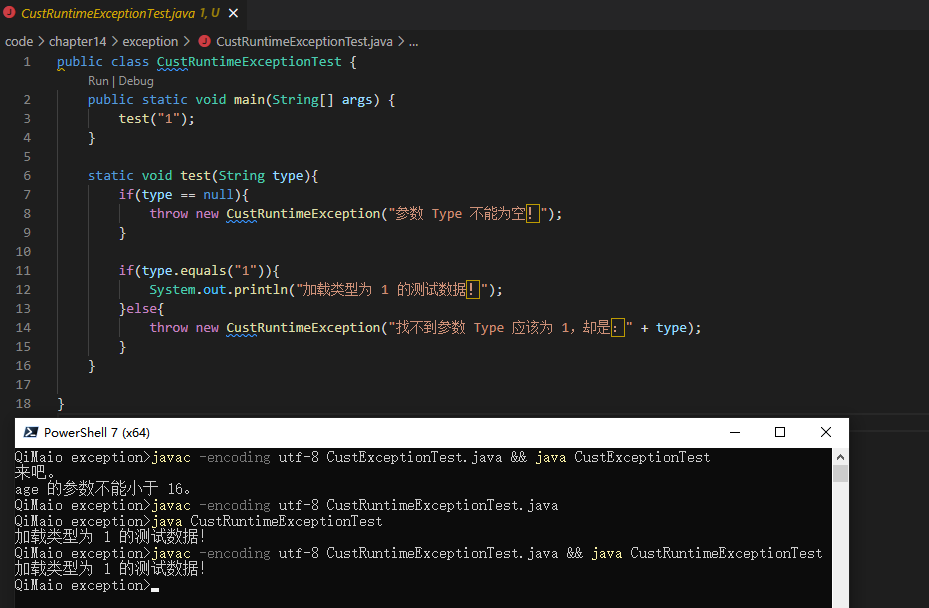 CustRuntimeExceptionTest.java 1, U
code > chapter14 > exception > CustRuntimeExceptionTest.java > ...
1 public class CustRuntimeExceptionTest {
Run | Debug
2 public static void main(String[] args) {
3 test("1");
4 }
5
6 static void test(String type){
7 if(type == null){
8 throw new CustRuntimeException("参数 Type 不能为空！");
9 }
10
11 if(type.equals("1")){
12 System.out.println("加载类型为 1 的测试数据！");
13 }else{
14 throw new CustRuntimeException("找不到参数 Type 应该为 1，却是：" + type);
15 }
16 }
17
18 }
PowerShell 7 (x64)
QiMaio exception>javac -encoding utf-8 CustExceptionTest.java && java CustExceptionTest
来吧。
age 的参数不能小于 16。
QiMaio exception>javac -encoding utf-8 CustRuntimeExceptionTest.java
QiMaio exception>java CustRuntimeExceptionTest
加载类型为 1 的测试数据！
QiMaio exception>javac -encoding utf-8 CustRuntimeExceptionTest.java && java CustRuntimeExceptionTest
加载类型为 1 的测试数据！
QiMaio exception>